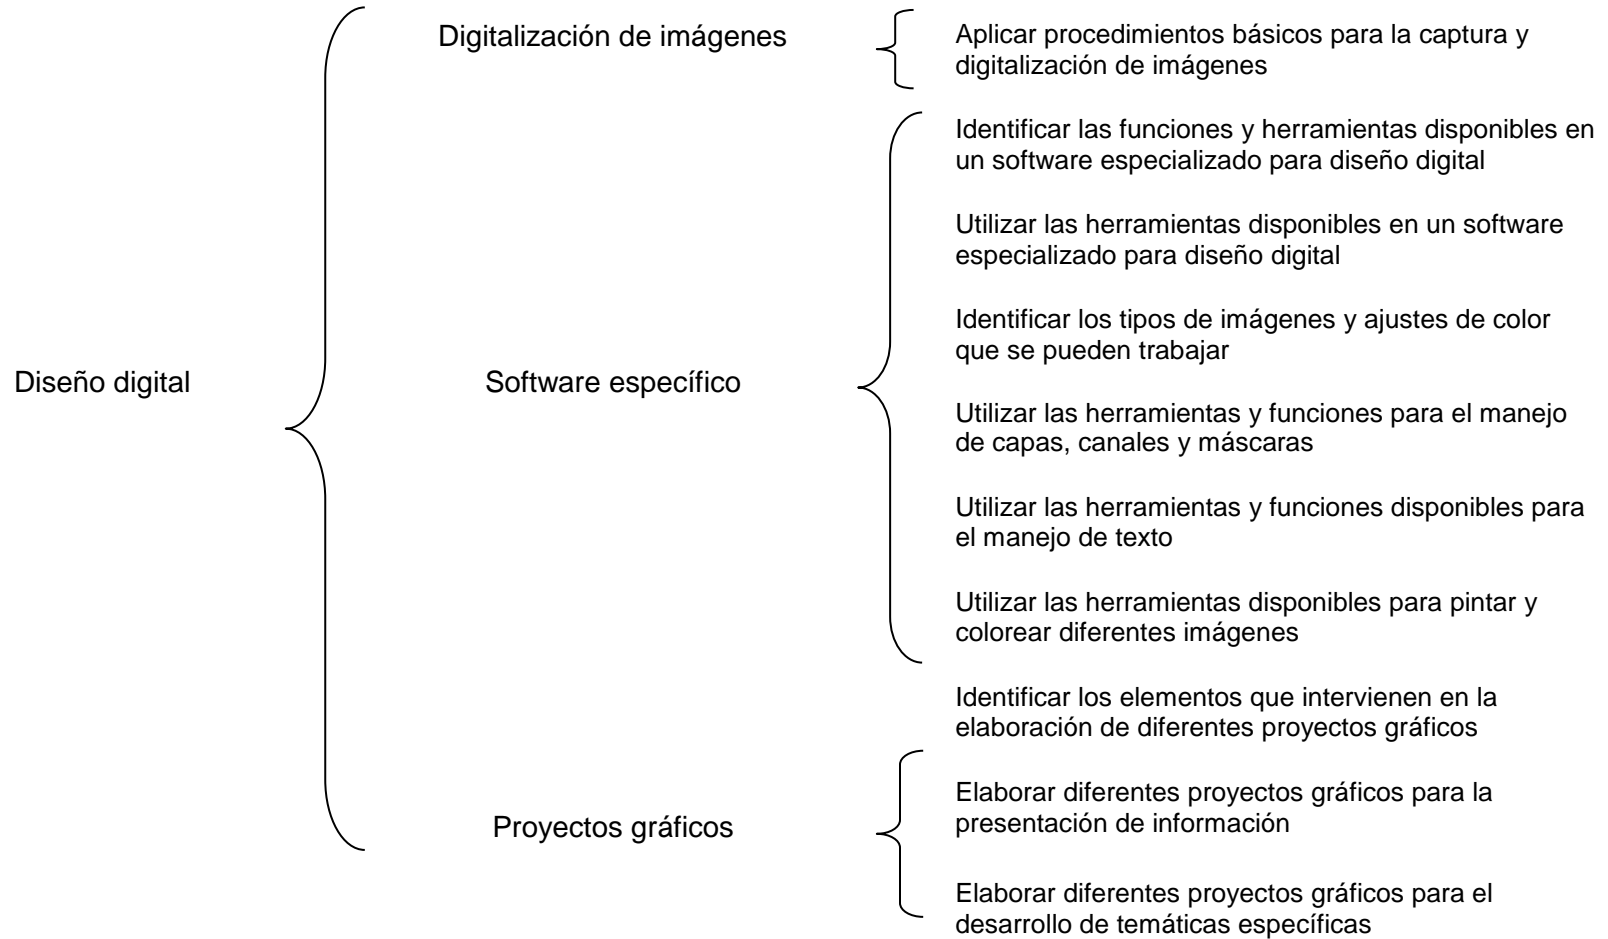 Diseño digital
Digitalización de imágenes
Aplicar procedimientos básicos para la captura y
digitalización de imágenes
Software específico
Identificar las funciones y herramientas disponibles en
un software especializado para diseño digital
Utilizar las herramientas disponibles en un software
especializado para diseño digital
Identificar los tipos de imágenes y ajustes de color
que se pueden trabajar
Utilizar las herramientas y funciones para el manejo
de capas, canales y máscaras
Utilizar las herramientas y funciones disponibles para
el manejo de texto
Utilizar las herramientas disponibles para pintar y
colorear diferentes imágenes
Proyectos gráficos
Identificar los elementos que intervienen en la
elaboración de diferentes proyectos gráficos
Elaborar diferentes proyectos gráficos para la
presentación de información
Elaborar diferentes proyectos gráficos para el
desarrollo de temáticas específicas